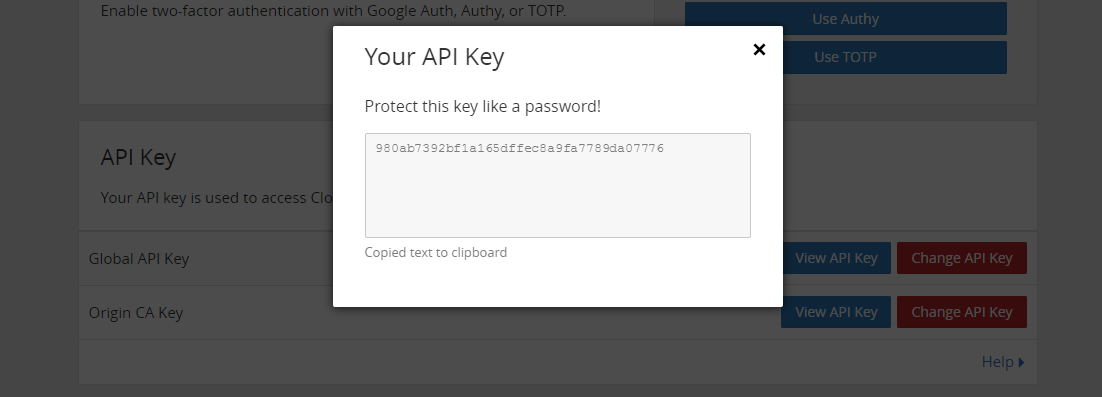 Enable two-factor authentication with Google Auth, Authy, or TOTP.
Use Authy
Use TOTP
Your API Key
×
Protect this key like a password!
980ab7392bf1a165dffec8a9fa7789da07776
Copied text to clipboard
API Key
Your API key is used to access Clo
Global API Key
View API Key
Change API Key
Origin CA Key
View API Key
Change API Key
Help